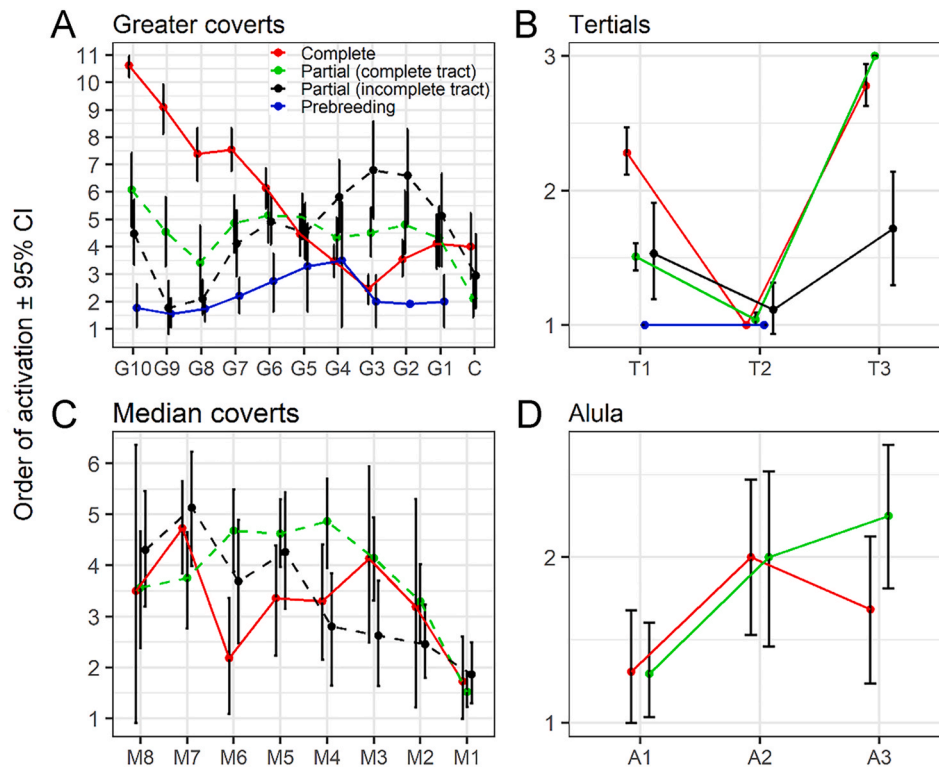 A Greater coverts
Complete
Partial (complete tract)
Partial (incomplete tract)
Prebreeding
11
10
9
8
7
6
5
4
3
2
1
G10 G9 G8 G7 G6 G5 G4 G3 G2 G1 C
B Tertials
3
2
1
T1 T2 T3
Order of activation ± 95% CI
C Median coverts
6
5
4
3
2
1
M8 M7 M6 M5 M4 M3 M2 M1
D Alula
2
1
A1 A2 A3